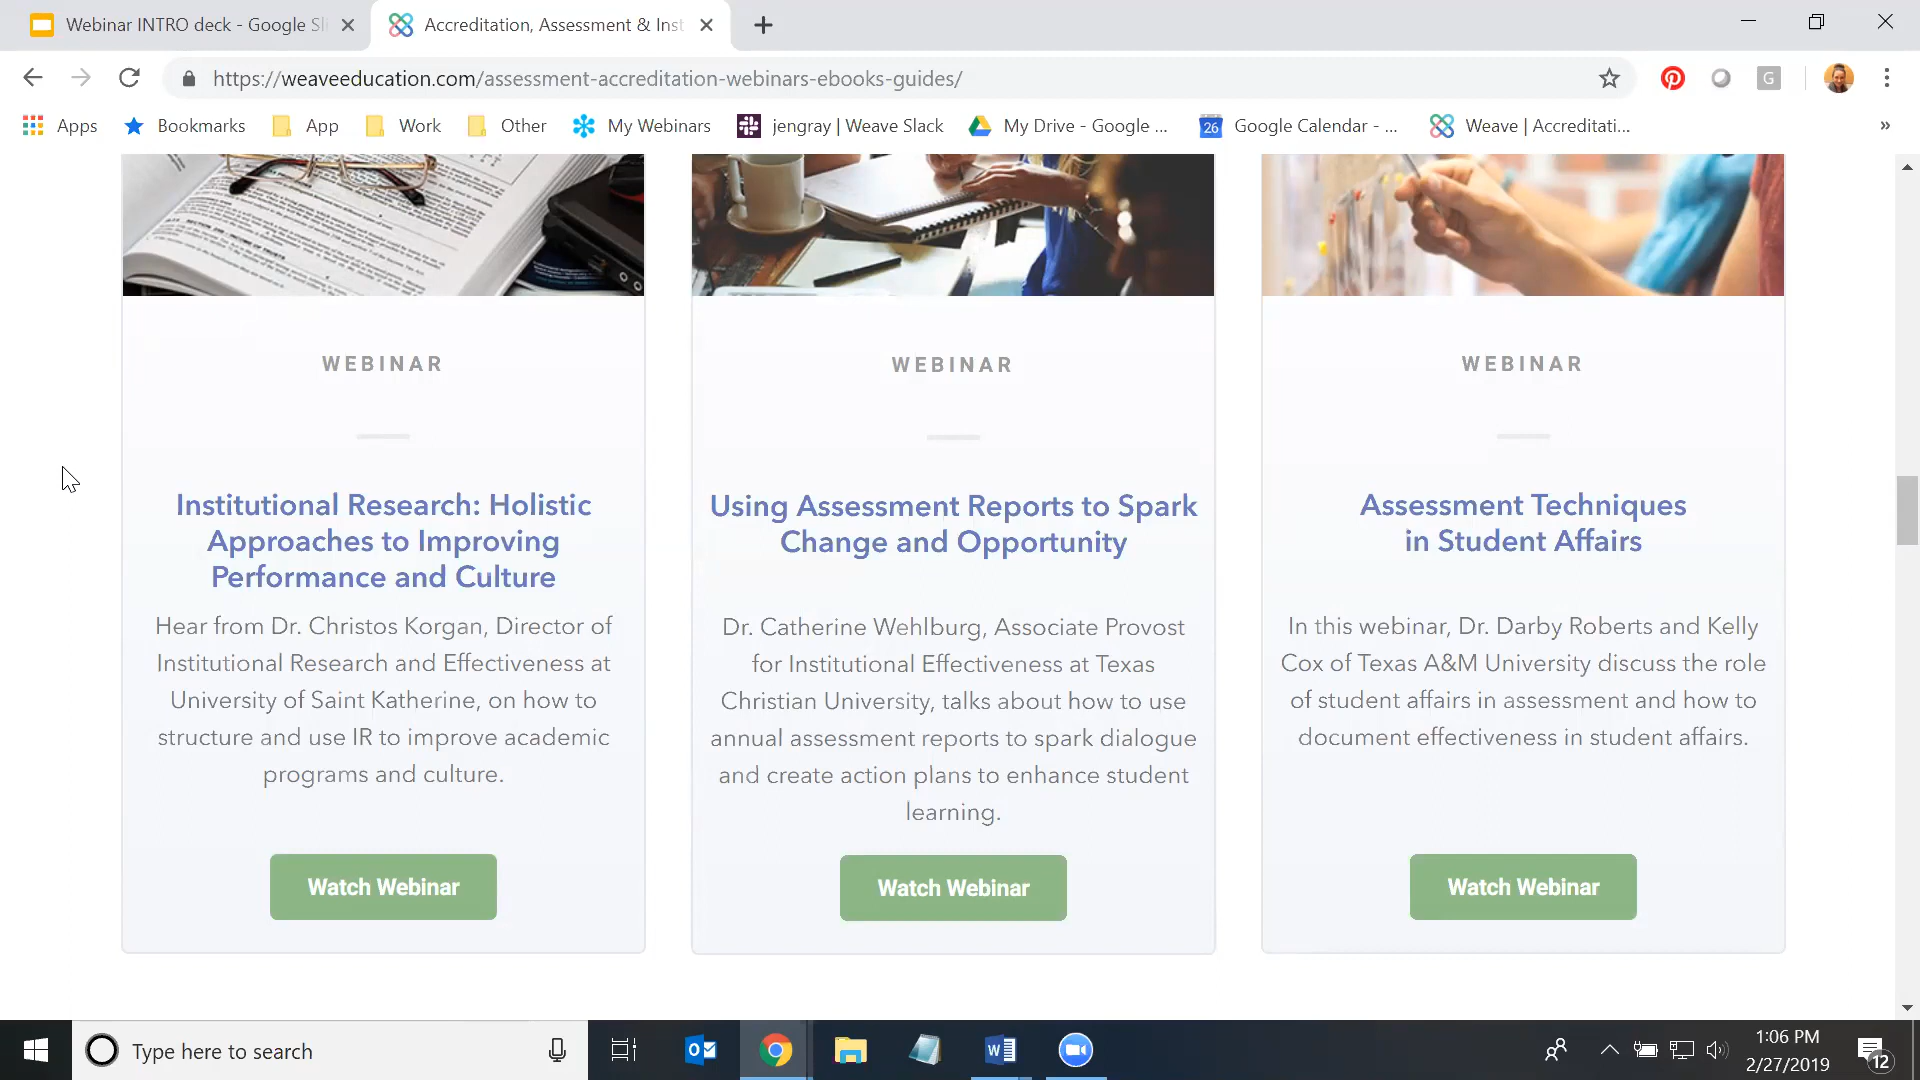 Webinar INTRO deck - Google Sli
Accreditation, Assessment & Inst
https://weaveeducation.com/assessment-accreditation-webinars-ebooks-guides/
G
Apps
Bookmarks
App
Work
Other
My Webinars
jengray | Weave Slack
My Drive - Google ...
26
Google Calendar - ...
Weave | Accreditati...
»
WEBINAR
Institutional Research: Holistic
Approaches to Improving
Performance and Culture
Hear from Dr. Christos Korgan, Director of
Institutional Research and Effectiveness at
University of Saint Katherine, on how to
structure and use IR to improve academic
programs and culture.
Watch Webinar
WEBINAR
Using Assessment Reports to Spark
Change and Opportunity
Dr. Catherine Wehlburg, Associate Provost
for Institutional Effectiveness at Texas
Christian University, talks about how to use
annual assessment reports to spark dialogue
and create action plans to enhance student
learning.
Watch Webinar
WEBINAR
Assessment Techniques
in Student Affairs
In this webinar, Dr. Darby Roberts and Kelly
Cox of Texas A&M University discuss the role
of student affairs in assessment and how to
document effectiveness in student affairs.
Watch Webinar
Type here to search
1:06 PM
2/27/2019
12